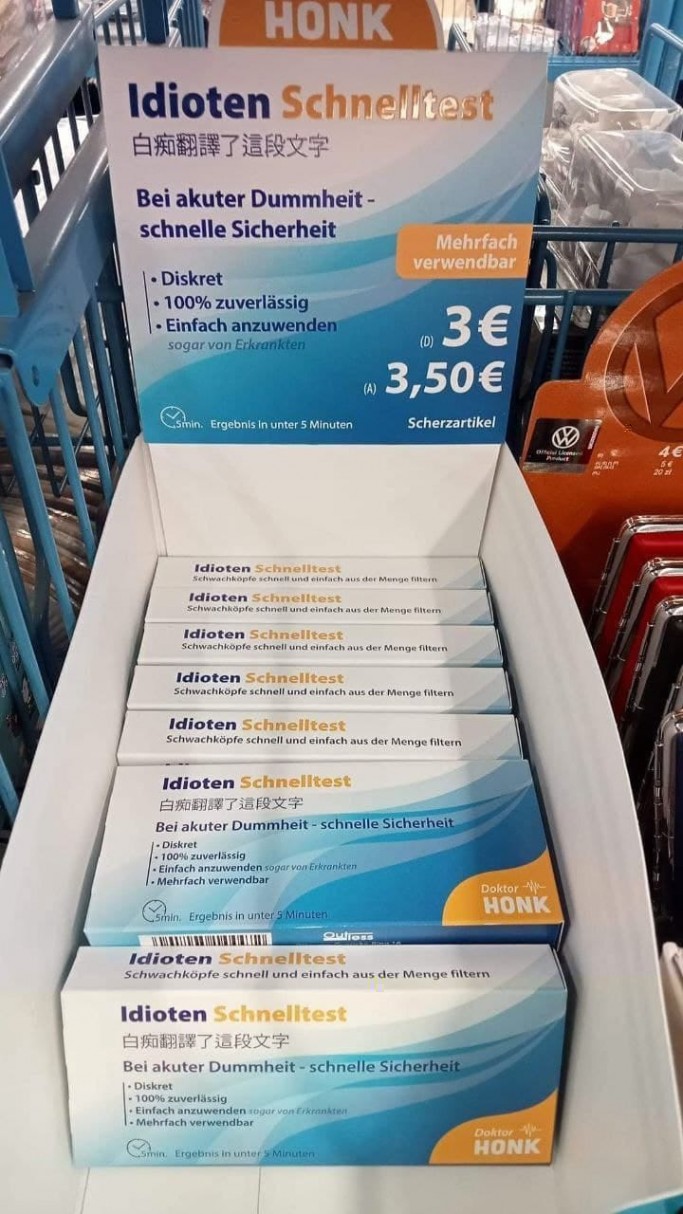 HONK
Idioten Schnelltest
白痴翻譯了這段文字
Bei akuter Dummheit -
schnelle Sicherheit
Mehrfach
verwendbar
• Diskret
• 100% zuverlässig
• Einfach anzuwenden
sogar von Erkrankten
(D) 3€
(A) 3,50€
5min. Ergebnis in unter 5 Minuten
Scherzartikel
4€
5€
20 zł
Idioten Schnelltest
Schwachköpfe schnell und einfach aus der Menge filtern
Idioten Schnelltest
Schwachköpfe schnell und einfach aus der Menge filtern
Idioten Schnelltest
Schwachköpfe schnell und einfach aus der Menge filtern
Idioten Schnelltest
Schwachköpfe schnell und einfach aus der Menge filtern
Idioten Schnelltest
Schwachköpfe schnell und einfach aus der Menge filtern
Idioten Schnelltest
白痴翻譯了這段文字
Bei akuter Dummheit - schnelle Sicherheit
• Diskret
• 100% zuverlässig
• Einfach anzuwenden sogar von Erkrankten
• Mehrfach verwendbar
5min. Ergebnis in unter 5 Minuten
Doktor
HONK
Idioten Schnelltest
Schwachköpfe schnell und einfach aus der Menge filtern
Idioten Schnelltest
白痴翻譯了這段文字
Bei akuter Dummheit - schnelle Sicherheit
• Diskret
• 100% zuverlässig
• Einfach anzuwenden sogar von Erkrankten
• Mehrfach verwendbar
5min. Ergebnis in unter 5 Minuten
Doktor
HONK